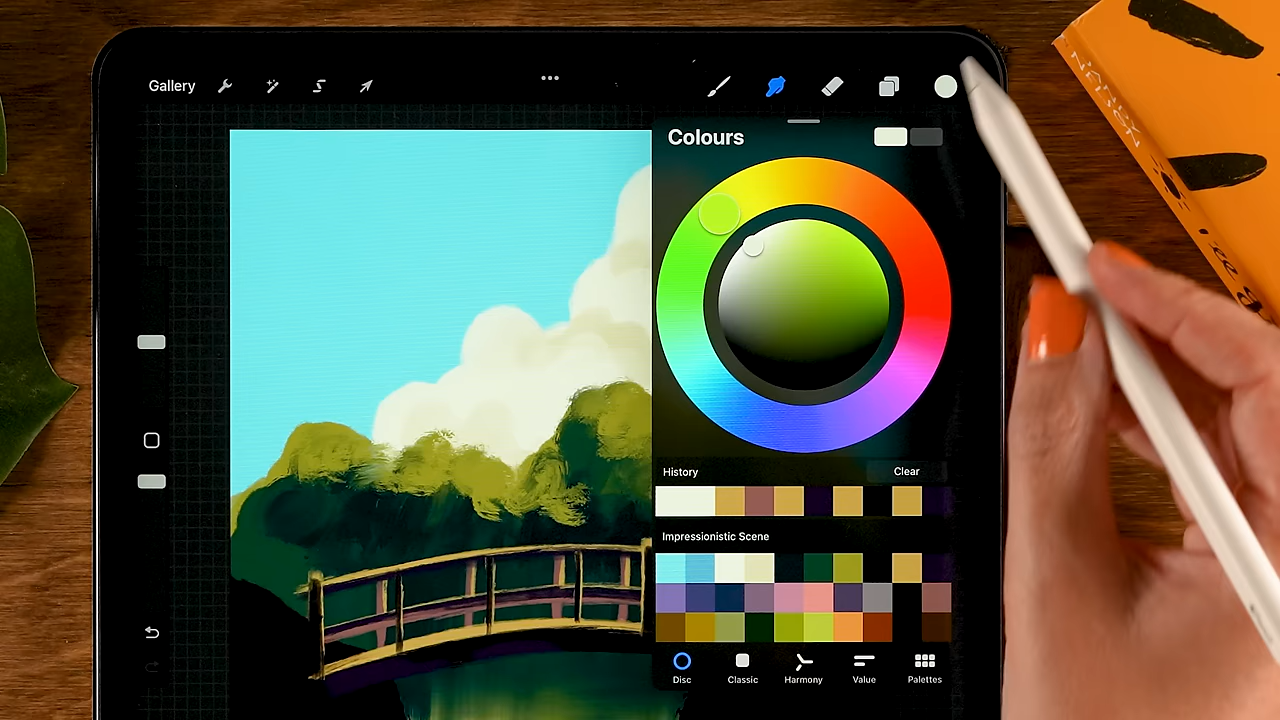 Gallery
Colours
History
Clear
Impressionistic Scene
Disc
Classic
Harmony
Value
Palettes